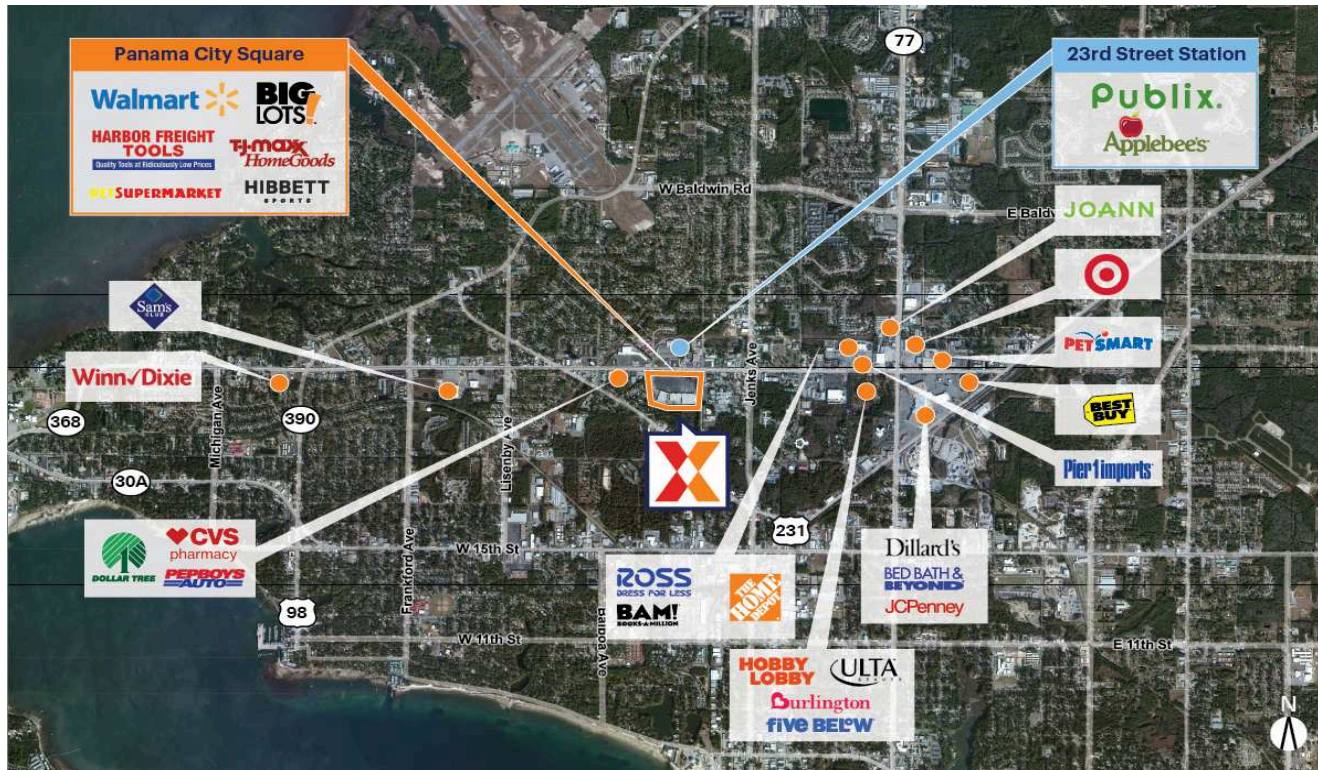 Panama City Square
Walmart
BIG
LOTS!
HARBOR FREIGHT
TOOLS
Quality Tools at Ridiculously Low Prices
T·J·maxx
HomeGoods
PET SUPERMARKET
HIBBETT
SPORTS
77
23rd Street Station
Publix.
Applebee's
W Baldwin Rd
E Bald
JOANN
Sam's
CLUB
PETSMART
Winn Dixie
BEST
BUY
368
Michigan Ave
390
Lisenby Ave
Jenks Ave
Pier 1 imports
30A
231
DOLLAR TREE
CVS
pharmacy
PEPBOYS
AUTO
Frankford Ave
W 15th St
ROSS
DRESS FOR LESS
BAM!
BOOKS-A-MILLION
THE
HOME
DEPOT
Dillard's
BED BATH &
BEYOND
JCPenney
98
Balboa Ave
W 11th St
E 11th St
HOBBY
LOBBY
ULTA
BEAUTY
Burlington
five BELOW
N